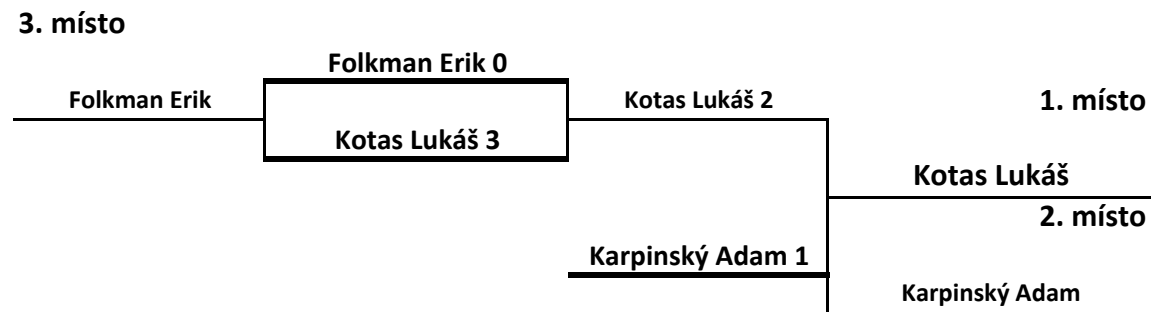 3. místo
Folkman Erik 0
Folkman Erik
Kotas Lukáš 2
1. místo
Kotas Lukáš 3
Kotas Lukáš
2. místo
Karpinský Adam 1
Karpinský Adam